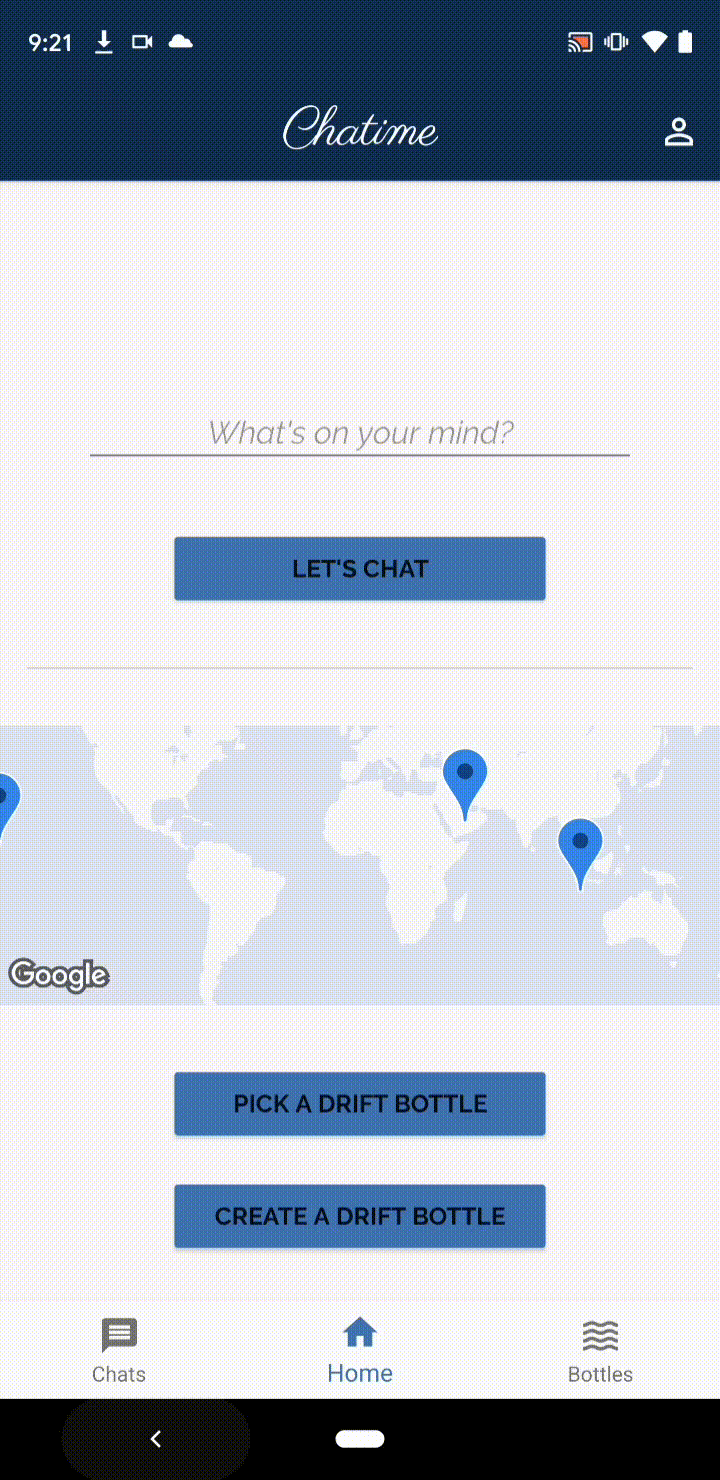 9:21
Chatime
What's on your mind?
LET'S CHAT
Google
PICK A DRIFT BOTTLE
CREATE A DRIFT BOTTLE
Chats
Home
Bottles